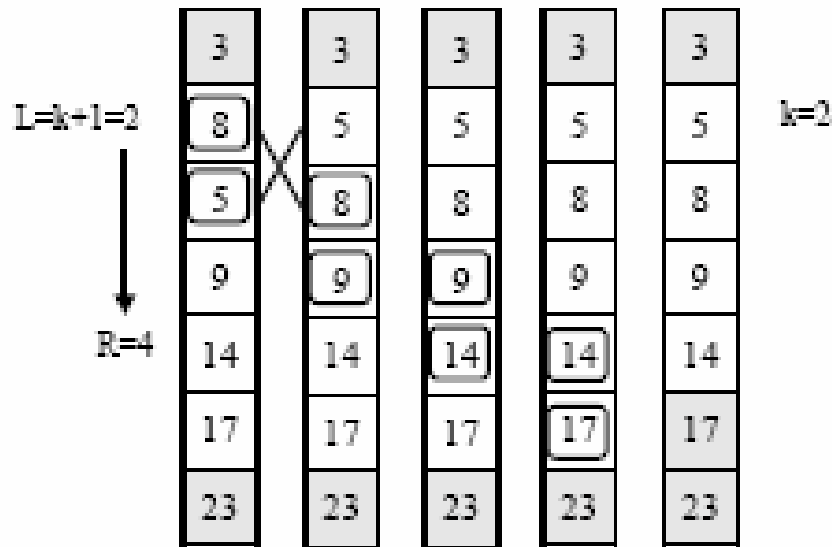 3 3 3 3 3
L=k+1=2 8 5 5 5 5 k=2
5 8 8 8 8
9 9 9 9 9
R=4 14 14 14 14 14
17 17 17 17 17
23 23 23 23 23